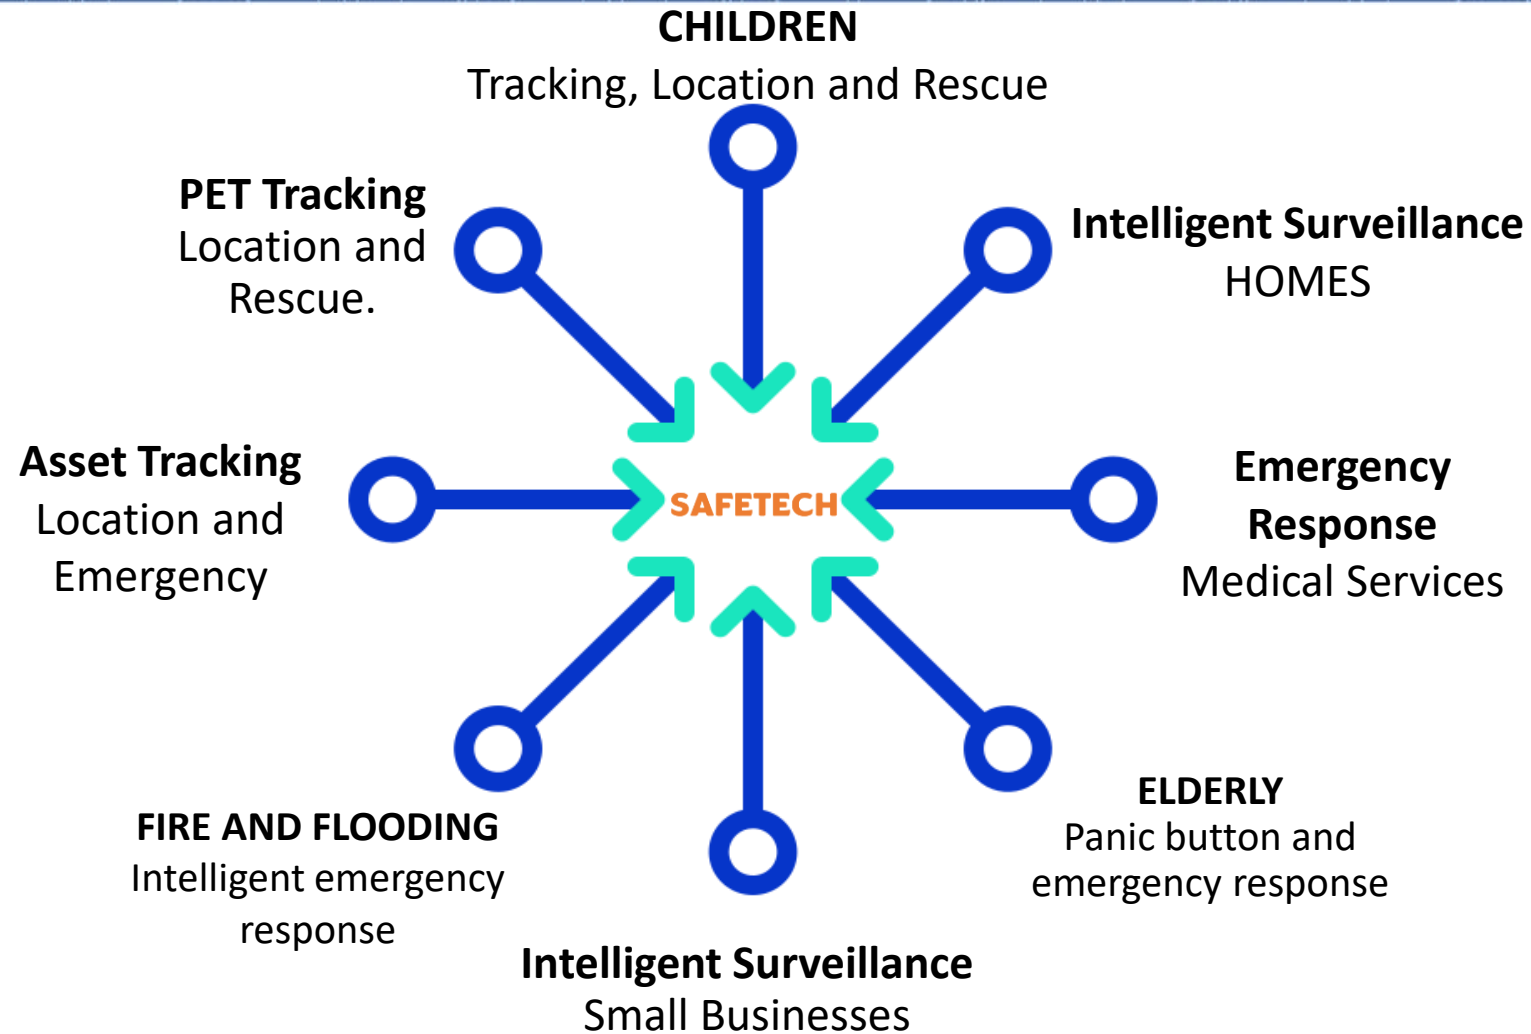 CHILDREN
Tracking, Location and Rescue
PET Tracking
Location and
Rescue.
Intelligent Surveillance
HOMES
Asset Tracking
Location and
Emergency
SAFETECH
Emergency
Response
Medical Services
FIRE AND FLOODING
Intelligent emergency
response
ELDERLY
Panic button and
emergency response
Intelligent Surveillance
Small Businesses